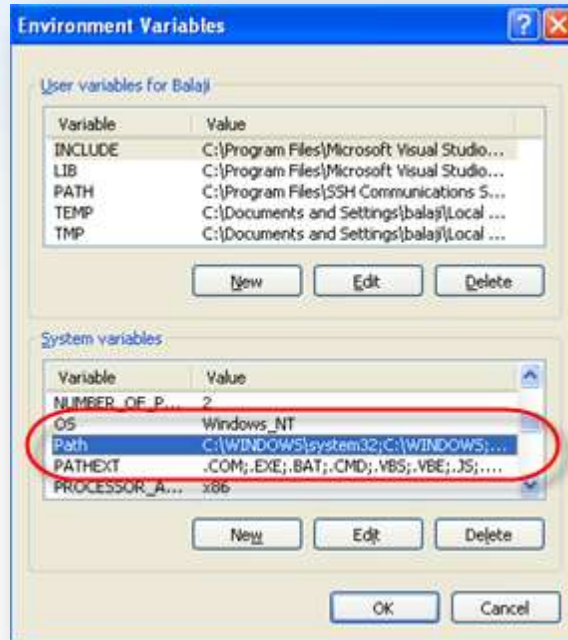 Environment Variables
User variables for Balaji
Variable Value
INCLUDE C:\Program Files\Microsoft Visual Studio...
LIB C:\Program Files\Microsoft Visual Studio...
PATH C:\Program Files\SSH Communications S...
TEMP C:\Documents and Settings\balaji\Local ...
TMP C:\Documents and Settings\balaji\Local ...
New Edit Delete
System variables
Variable Value
NUMBER_OF_P... 2
OS Windows_NT
Path C:\WINDOWS\system32;C:\WINDOWS;...
PATHEXT .COM;.EXE;.BAT;.CMD;.VBS;.VBE;.JS;....
PROCESSOR_A... x86
New Edit Delete
OK Cancel